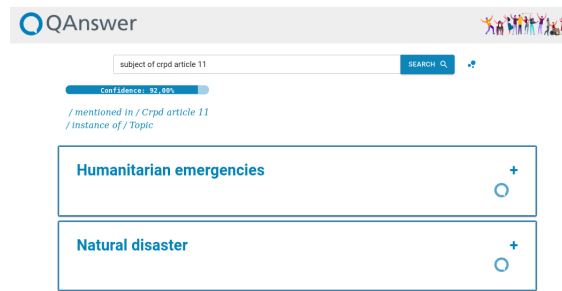 QAnswer
subject of crpd article 11
SEARCH
Confidence: 92,00%
/ mentioned in / Crpd article 11
/ instance of / Topic
Humanitarian emergencies +
Natural disaster +